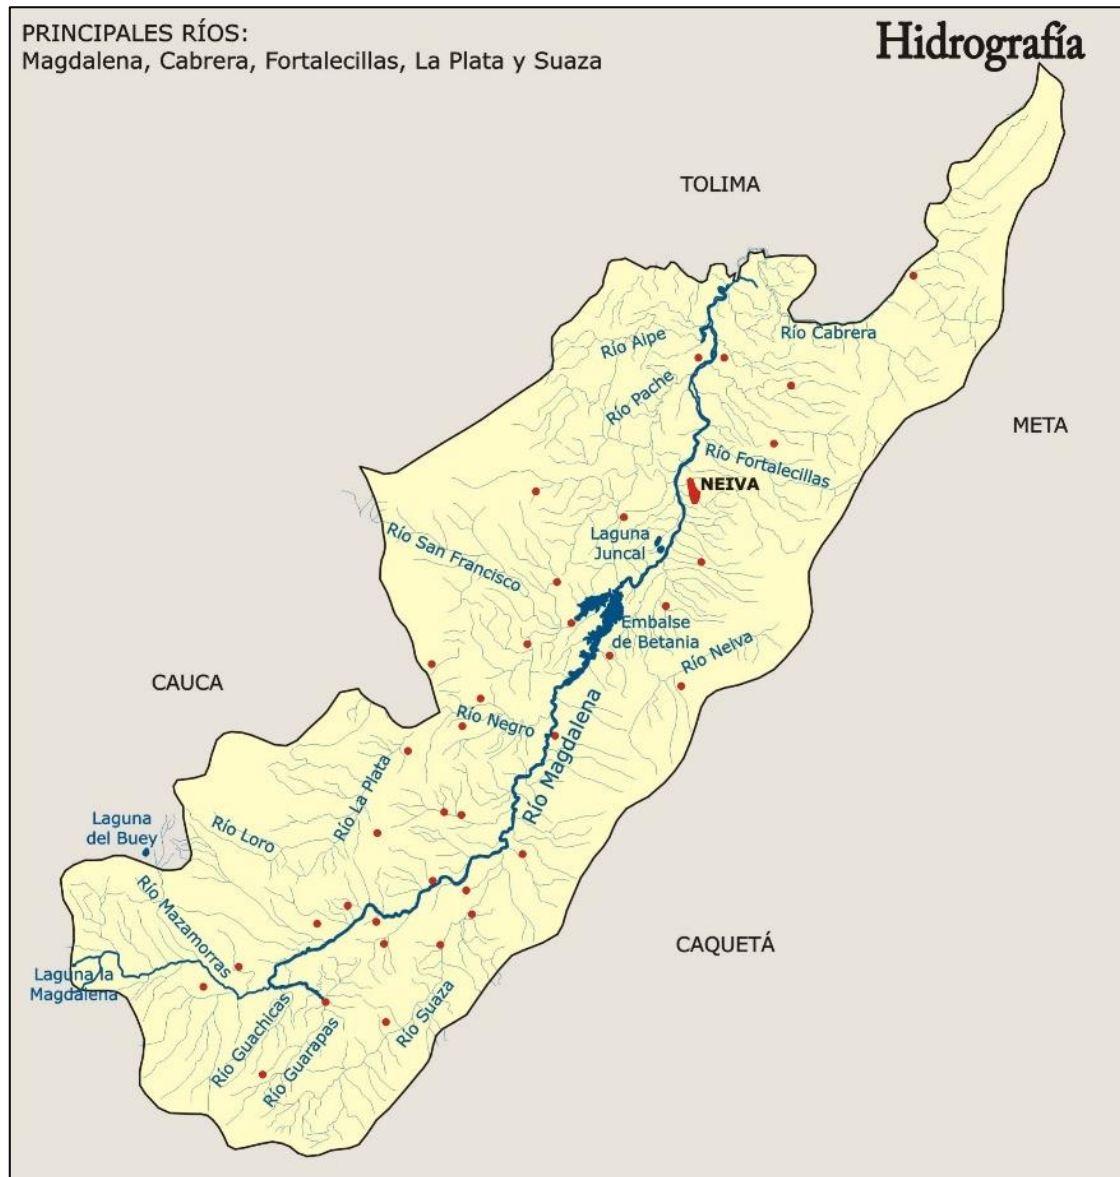 PRINCIPALES RÍOS:
Magdalena, Cabrera, Fortalecillas, La Plata y Suaza
Hidrografía
TOLIMA
Río Aipe
Río Cabrera
Río Pache
META
Río Fortalecillas
NEIVA
Laguna
Juncal
Río San Francisco
Embalse
de Betania
Río Neiva
CAUCA
Río Negro
Río Magdalena
Río La Plata
Laguna
del Buey
Río Loro
Río Mazamorras
CAQUETÁ
Laguna la
Magdalena
Río Guachicas
Río Guarapas
Río Suaza